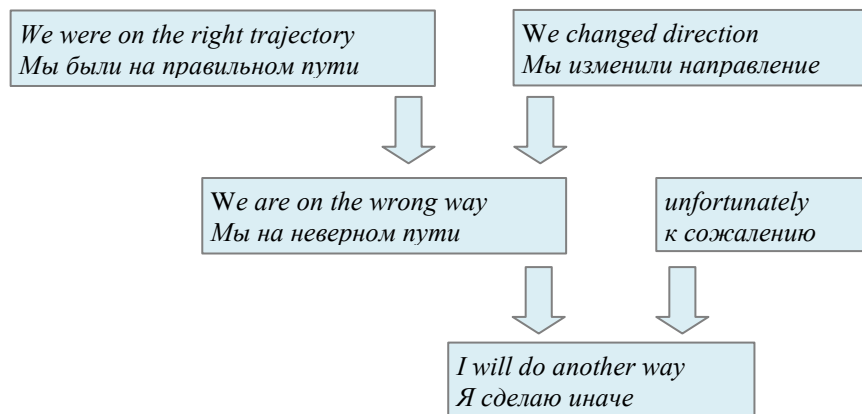 We were on the right trajectory
Мы были на правильном пути
We changed direction
Мы изменили направление
We are on the wrong way
Мы на неверном пути
unfortunately
к сожалению
I will do another way
Я сделаю иначе